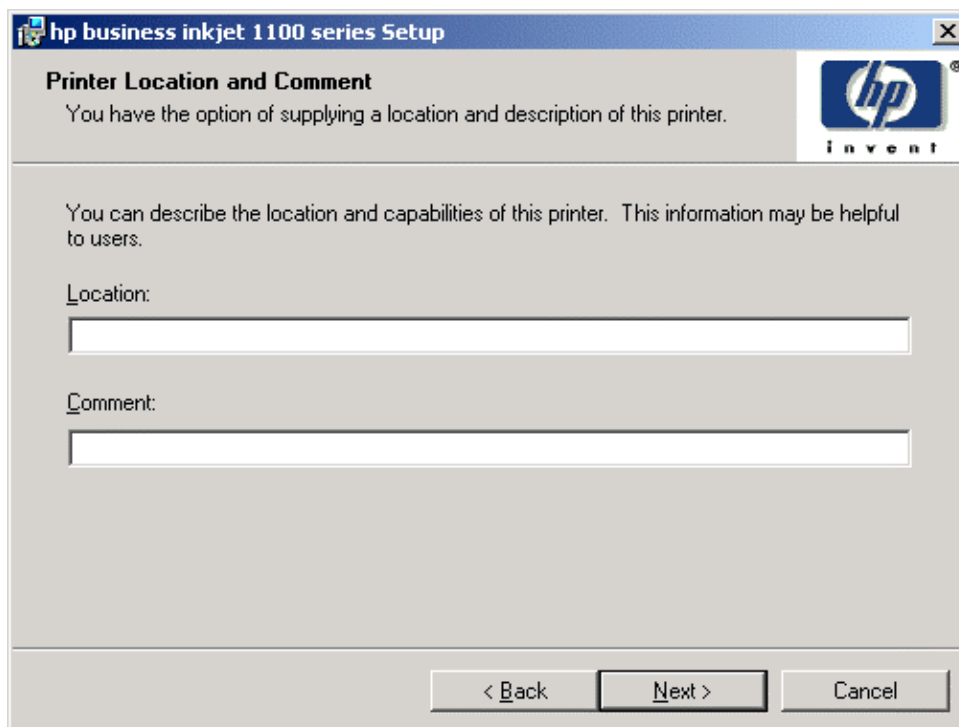 hp business inkjet 1100 series Setup
Printer Location and Comment
You have the option of supplying a location and description of this printer.
hp
®
invent
You can describe the location and capabilities of this printer.  This information may be helpful
to users.
Location:
Comment:
< Back
Next >
Cancel